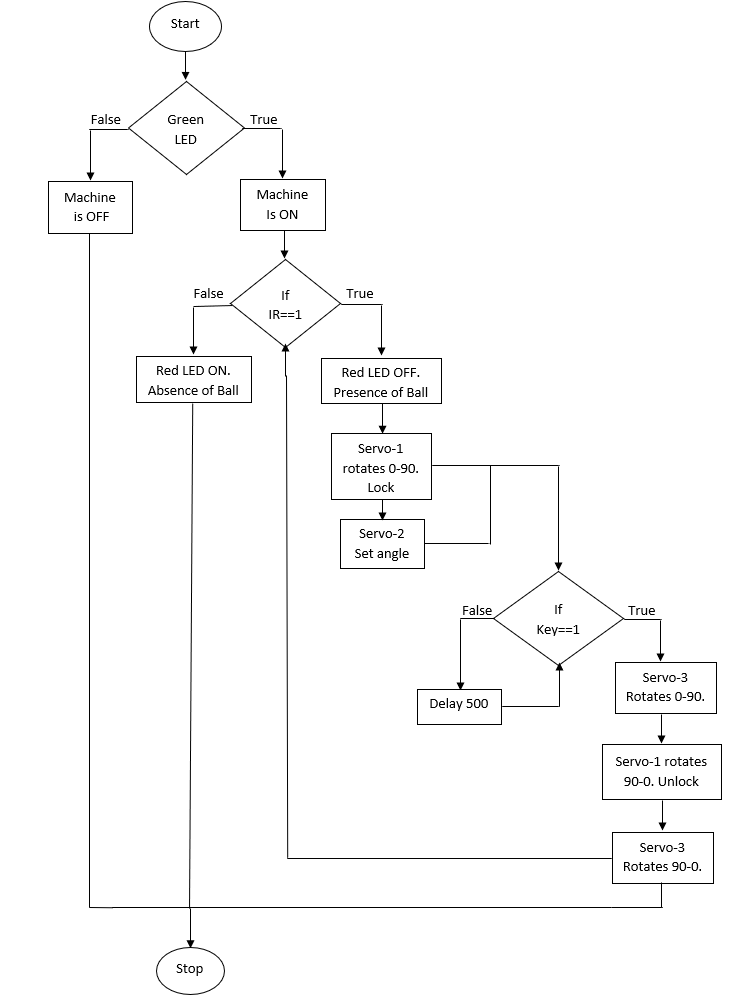 Start
Green
LED
False
True
Machine
is OFF
Machine
Is ON
If
IR==1
False
True
Red LED ON.
Absence of Ball
Red LED OFF.
Presence of Ball
Servo-1
rotates 0-90.
Lock
Servo-2
Set angle
If
Key==1
False
True
Delay 500
Servo-3
Rotates 0-90.
Servo-1 rotates
90-0. Unlock
Servo-3
Rotates 90-0.
Stop